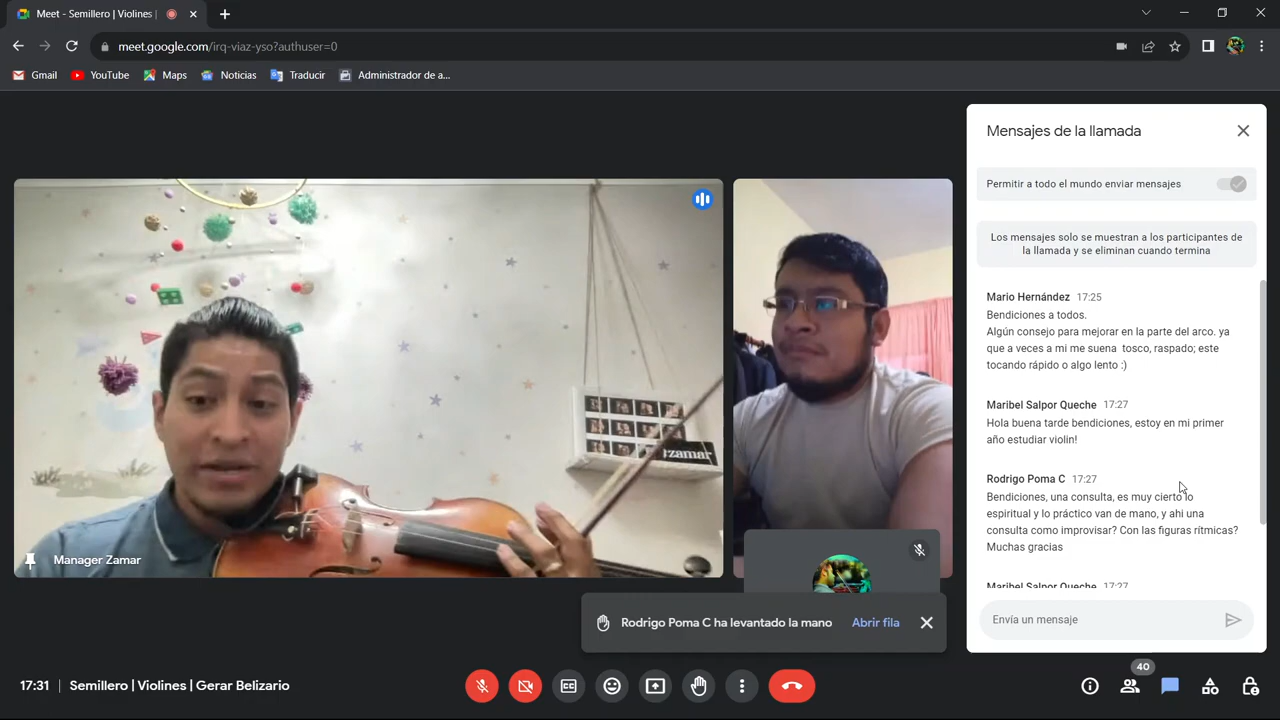 Meet - Semillero | Violines |
meet.google.com/irq-viaz-yso?authuser=0
Gmail
YouTube
Maps
Noticias
Traducir
Administrador de a...
Mensajes de la llamada
Permitir a todo el mundo enviar mensajes
Los mensajes solo se muestran a los participantes de
la llamada y se eliminan cuando termina
Mario Hernández 17:25
Bendiciones a todos.
Algún consejo para mejorar en la parte del arco. ya
que a veces a mi me suena tosco, raspado; este
tocando rápido o algo lento :)
Maribel Salpor Queche 17:27
Hola buena tarde bendiciones, estoy en mi primer
año estudiar violin!
Rodrigo Poma C 17:27
Bendiciones, una consulta, es muy cierto lo
espiritual y lo práctico van de mano, y ahi una
consulta como improvisar? Con las figuras rítmicas?
Muchas gracias
Maribel Salpor Queche 17:27
Envía un mensaje
zamar
Manager Zamar
Rodrigo Poma C ha levantado la mano
Abrir fila
17:31 | Semillero | Violines | Gerar Belizario
40